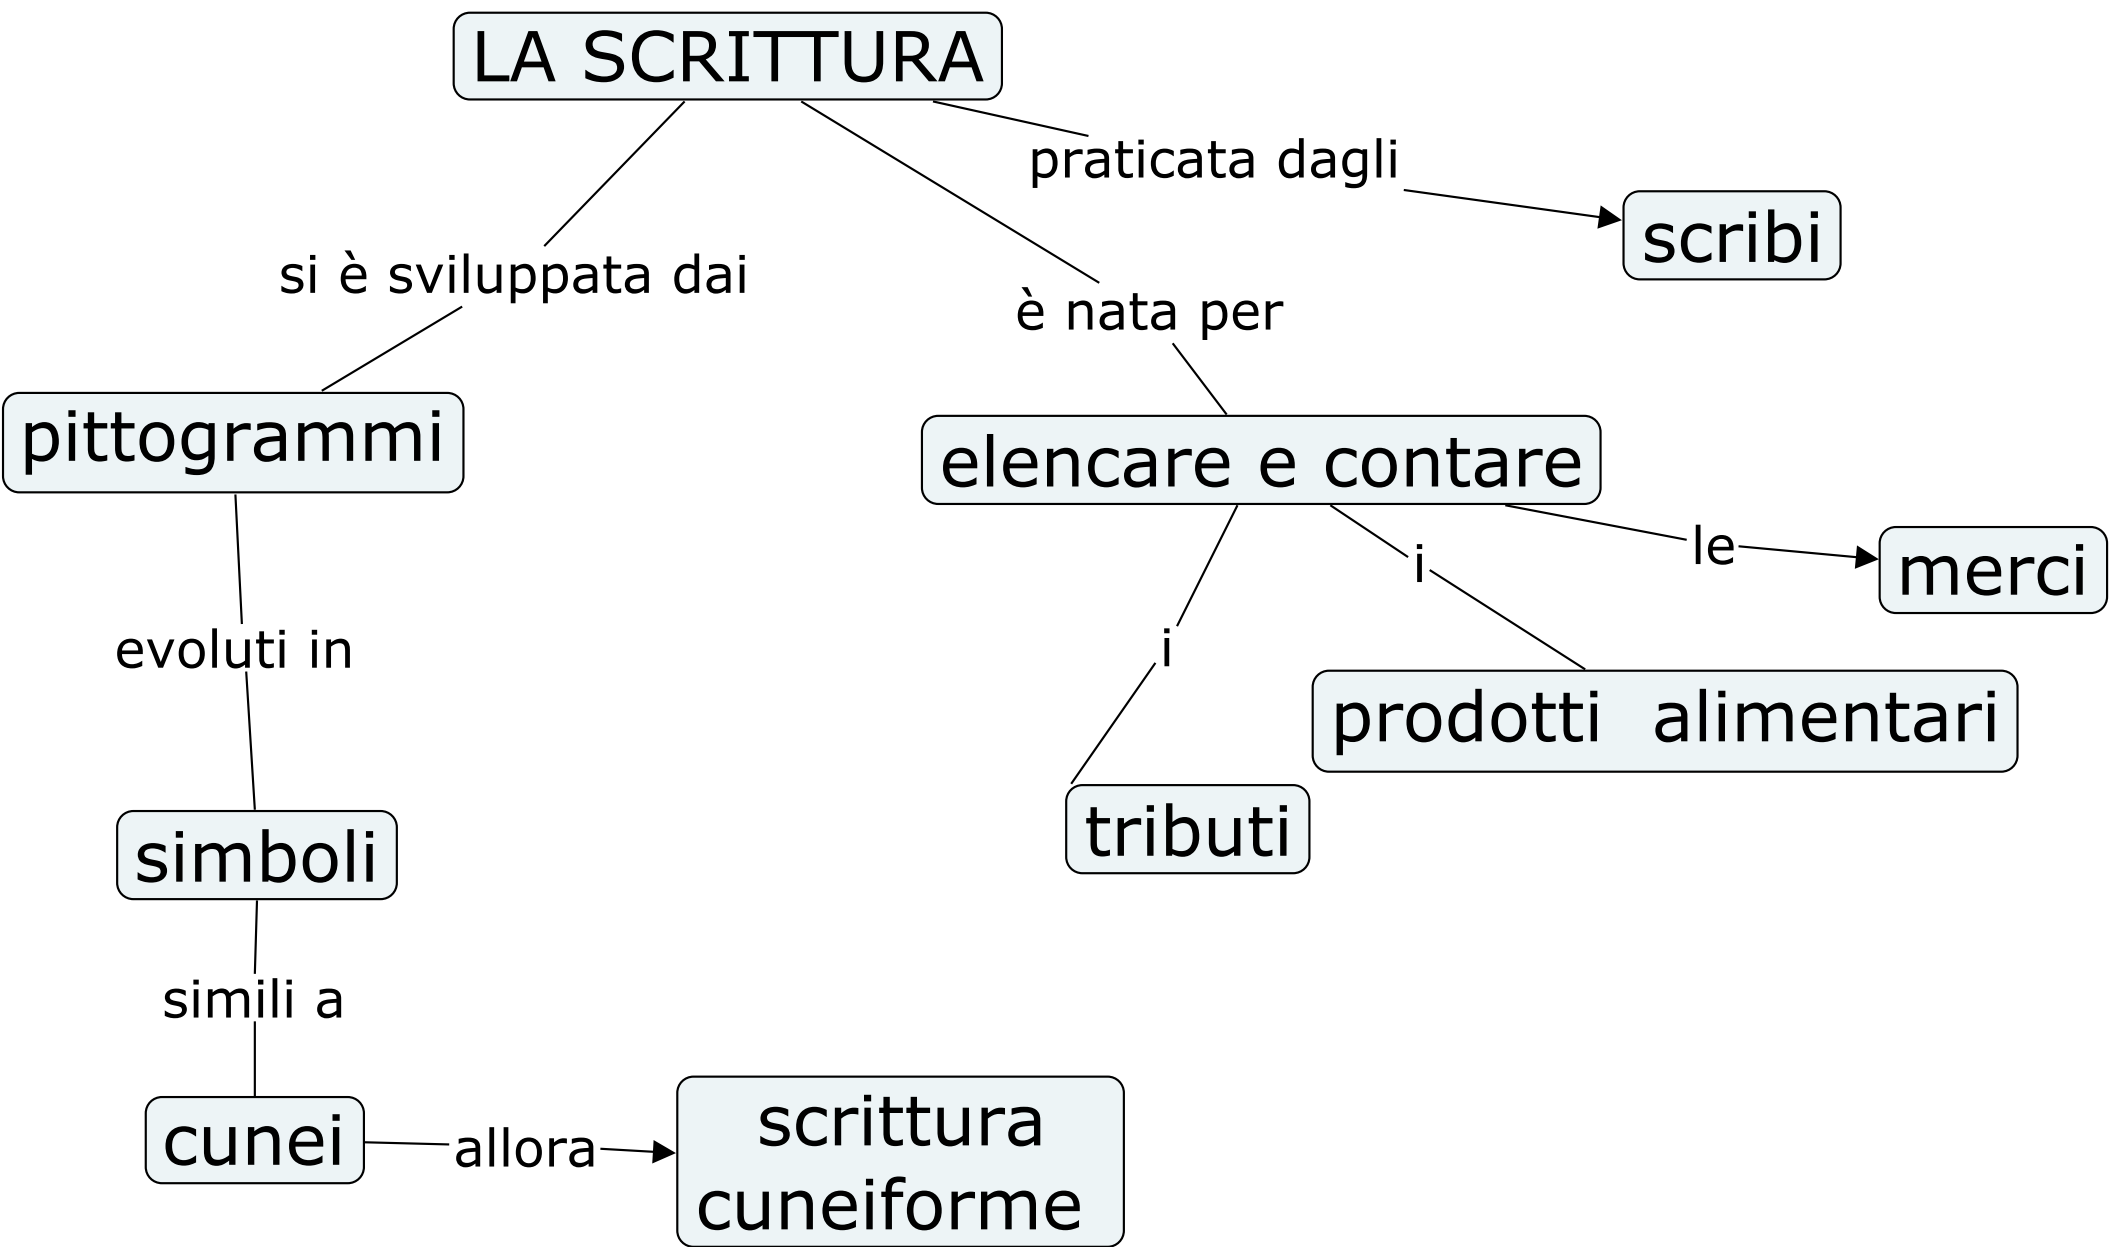 LA SCRITTURA
praticata dagli
scribi
si è sviluppata dai
è nata per
pittogrammi
elencare e contare
le
merci
i
i
prodotti alimentari
tributi
evoluti in
simboli
simili a
cunei
allora
scrittura
cuneiforme